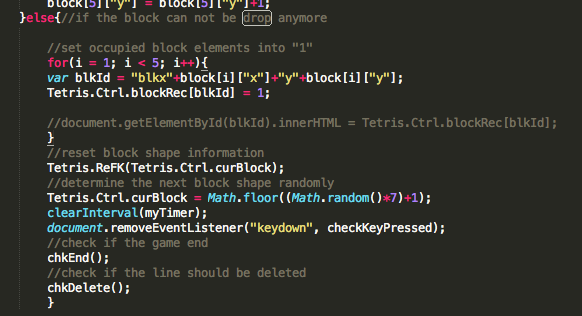 block[5]["y"] = block[5]["y"]+1;
}else{//if the block can not be drop anymore
//set occupied block elements into "1"
for(i = 1; i < 5; i++){
var blkId = "blkx"+block[i]["x"]+"y"+block[i]["y"];
Tetris.Ctrl.blockRec[blkId] = 1;
//document.getElementById(blkId).innerHTML = Tetris.Ctrl.blockRec[blkId];
}
//reset block shape information
Tetris.ReFK(Tetris.Ctrl.curBlock);
//determine the next block shape randomly
Tetris.Ctrl.curBlock = Math.floor((Math.random()*7)+1);
clearInterval(myTimer);
document.removeEventListener("keydown", checkKeyPressed);
//check if the game end
chkEnd();
//check if the line should be deleted
chkDelete();
}